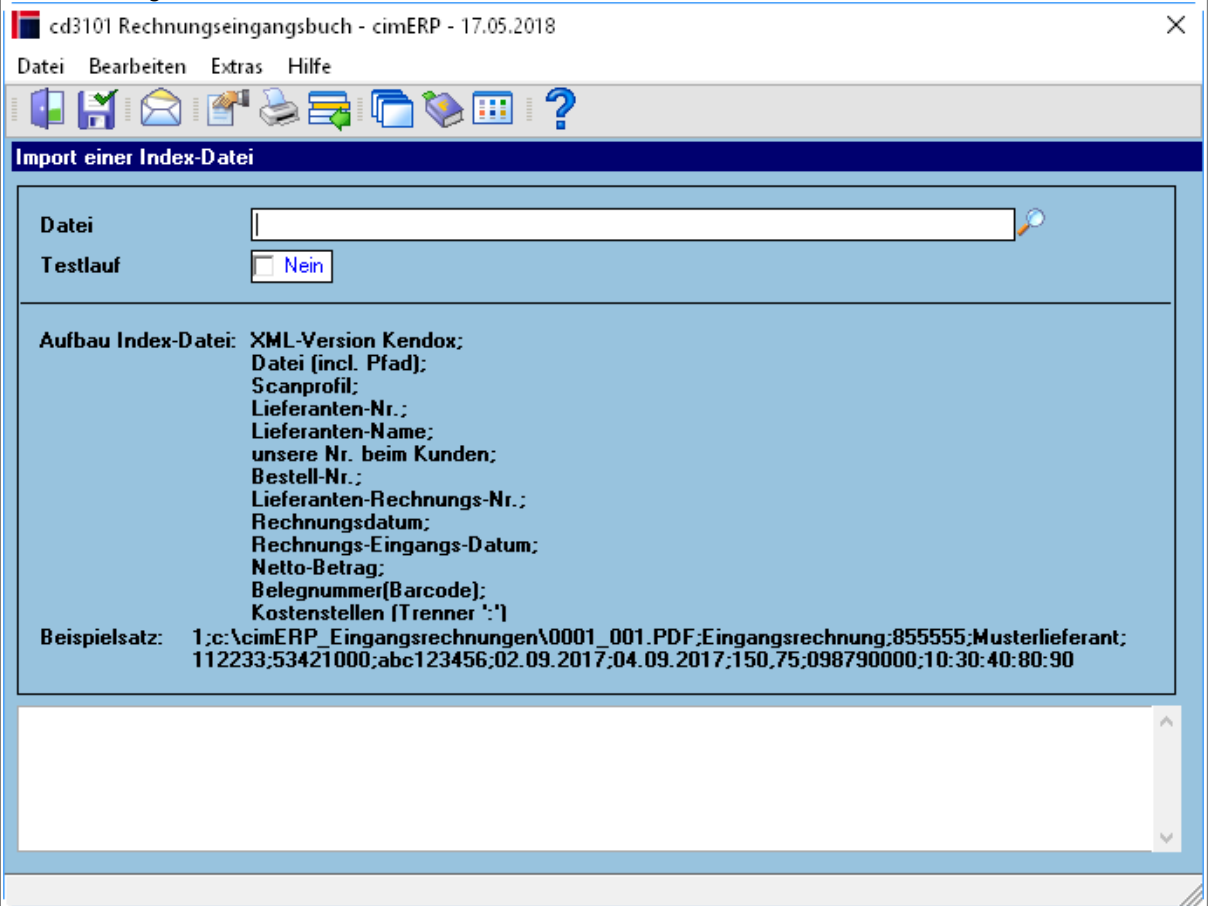 cd3101 Rechnungseingangsbuch - cimERP - 17.05.2018
Datei Bearbeiten Extras Hilfe
Import einer Index-Datei
Datei
Testlauf Nein
Aufbau Index-Datei: XML-Version Kendox;
Datei (incl. Pfad);
Scanprofil;
Lieferanten-Nr.;
Lieferanten-Name;
unsere Nr. beim Kunden;
Bestell-Nr.;
Lieferanten-Rechnungs-Nr.;
Rechnungsdatum;
Rechnungs-Eingangs-Datum;
Netto-Betrag;
Belegnummer(Barcode);
Kostenstellen (Trenner ':')
Beispielsatz: 1;c:\cimERP_Eingangsrechnungen\0001_001.PDF;Eingangsrechnung;855555;Musterlieferant;
112233;53421000;abc123456;02.09.2017;04.09.2017;150,75;098790000;10:30:40:80:90